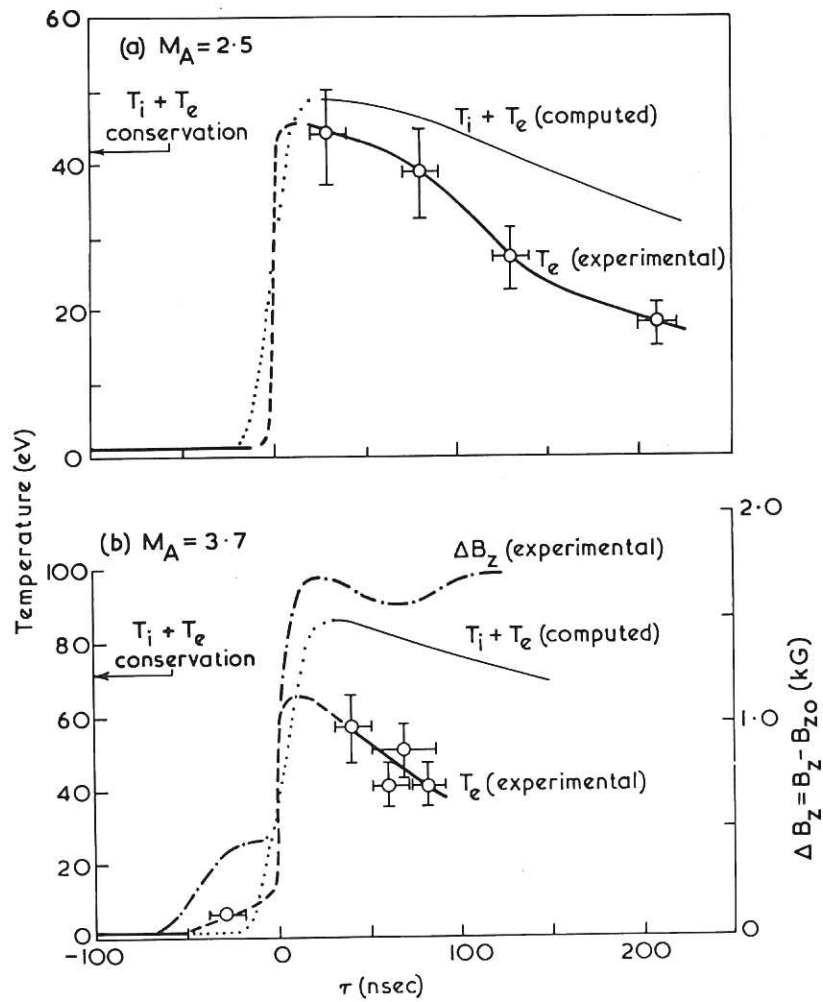 60
(a) M_A = 2·5
T_i + T_e
conservation
T_i + T_e (computed)
40
T_e (experimental)
20
0
Temperature (eV)
2·0
(b) M_A = 3·7
ΔB_z (experimental)
100
T_i + T_e
conservation
T_i + T_e (computed)
80
60
1·0
T_e (experimental)
40
20
0
0
ΔB_z = B_z − B_zo (kG)
-100
0
100
200
τ (nsec)